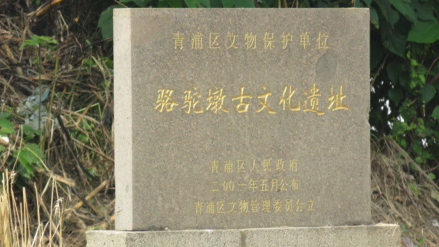 青浦区文物保护单位
骆驼墩古文化遗址
青浦区人民政府
二〇〇一年五月公布
青浦区文物管理委员会立